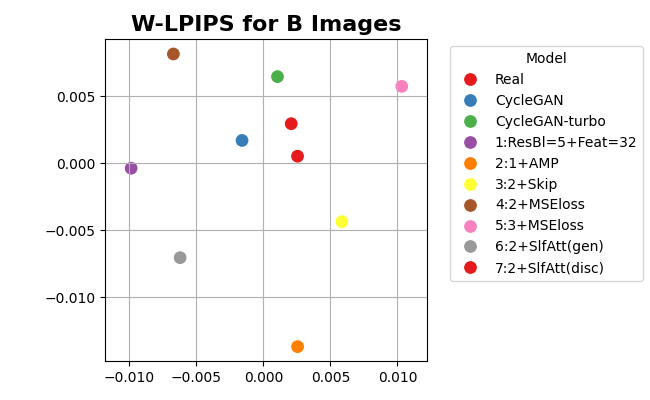 W-LPIPS for B Images
0.005
0.000
−0.005
−0.010
−0.010
−0.005
0.000
0.005
0.010
Model
Real
CycleGAN
CycleGAN-turbo
1:ResBl=5+Feat=32
2:1+AMP
3:2+Skip
4:2+MSEloss
5:3+MSEloss
6:2+SlfAtt(gen)
7:2+SlfAtt(disc)